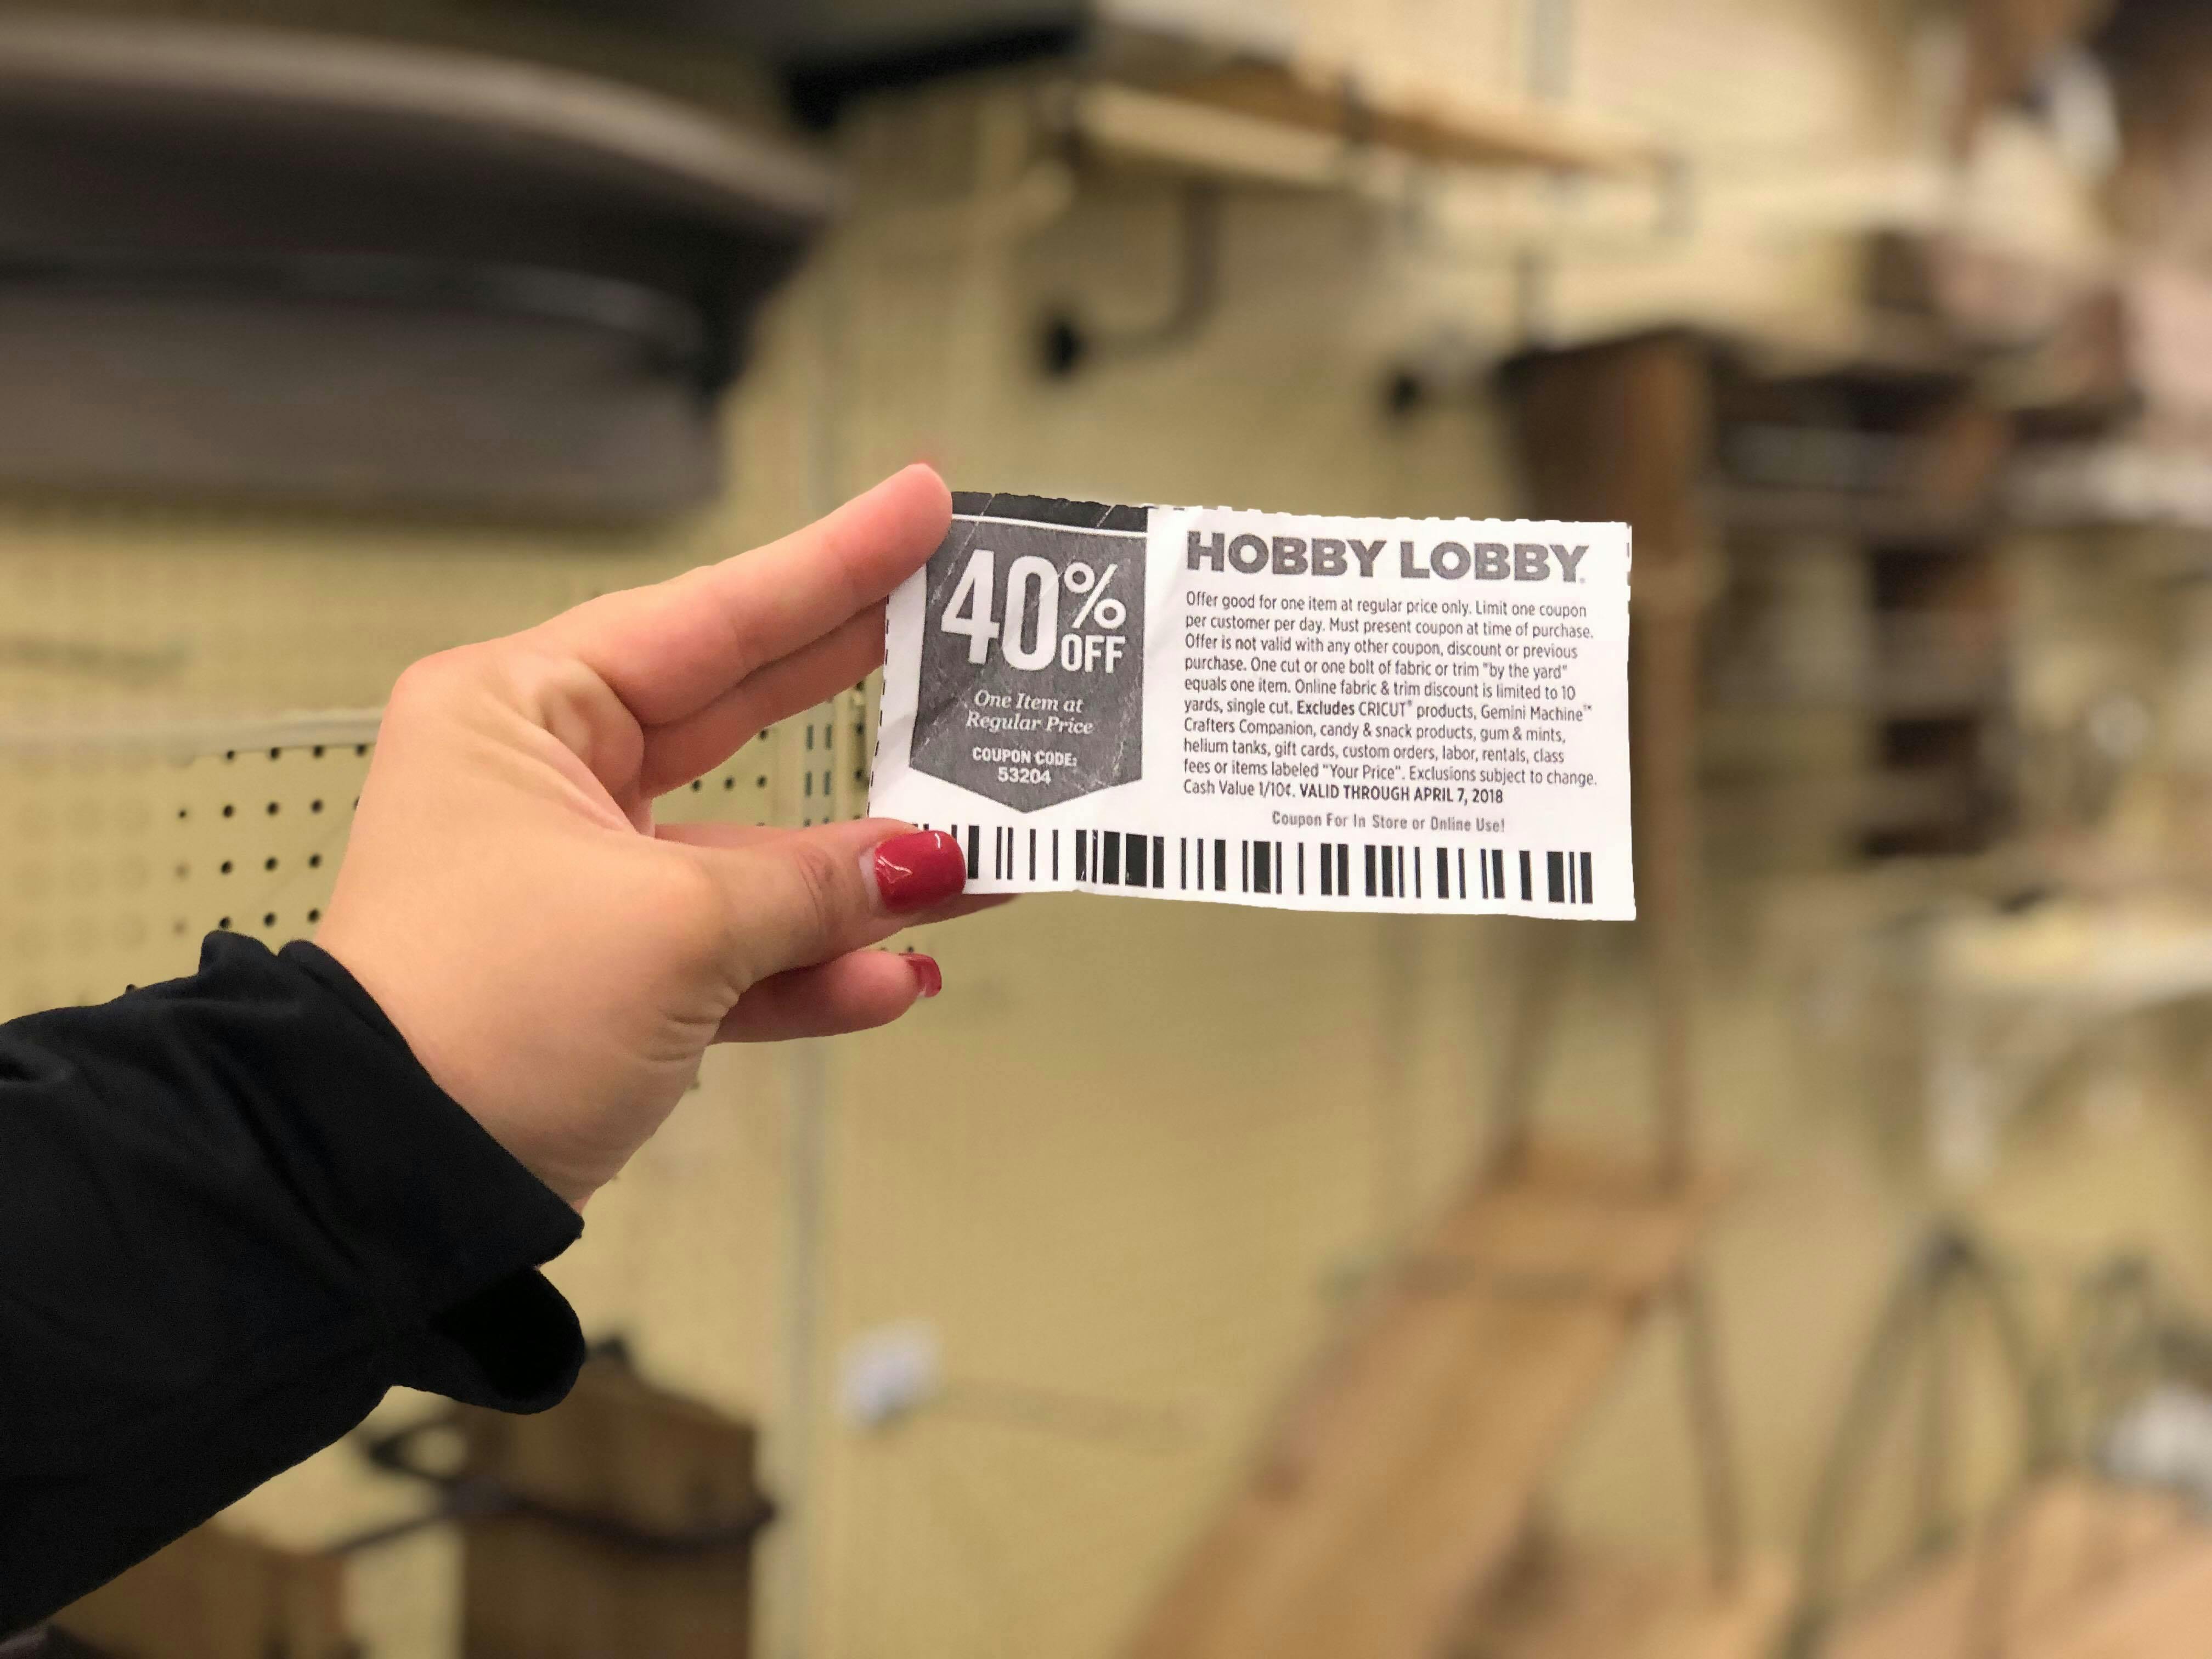 40% OFF
One Item at
Regular Price
COUPON CODE:
53204
HOBBY LOBBY®
Offer good for one item at regular price only. Limit one coupon
per customer per day. Must present coupon at time of purchase.
Offer is not valid with any other coupon, discount or previous
purchase. One cut or one bolt of fabric or trim "by the yard"
equals one item. Online fabric & trim discount is limited to 10
yards, single cut. Excludes CRICUT® products, Gemini Machine™
Crafters Companion, candy & snack products, gum & mints,
helium tanks, gift cards, custom orders, labor, rentals, class
fees or items labeled "Your Price". Exclusions subject to change.
Cash Value 1/10¢. VALID THROUGH APRIL 7, 2018
Coupon For In Store or Online Use!